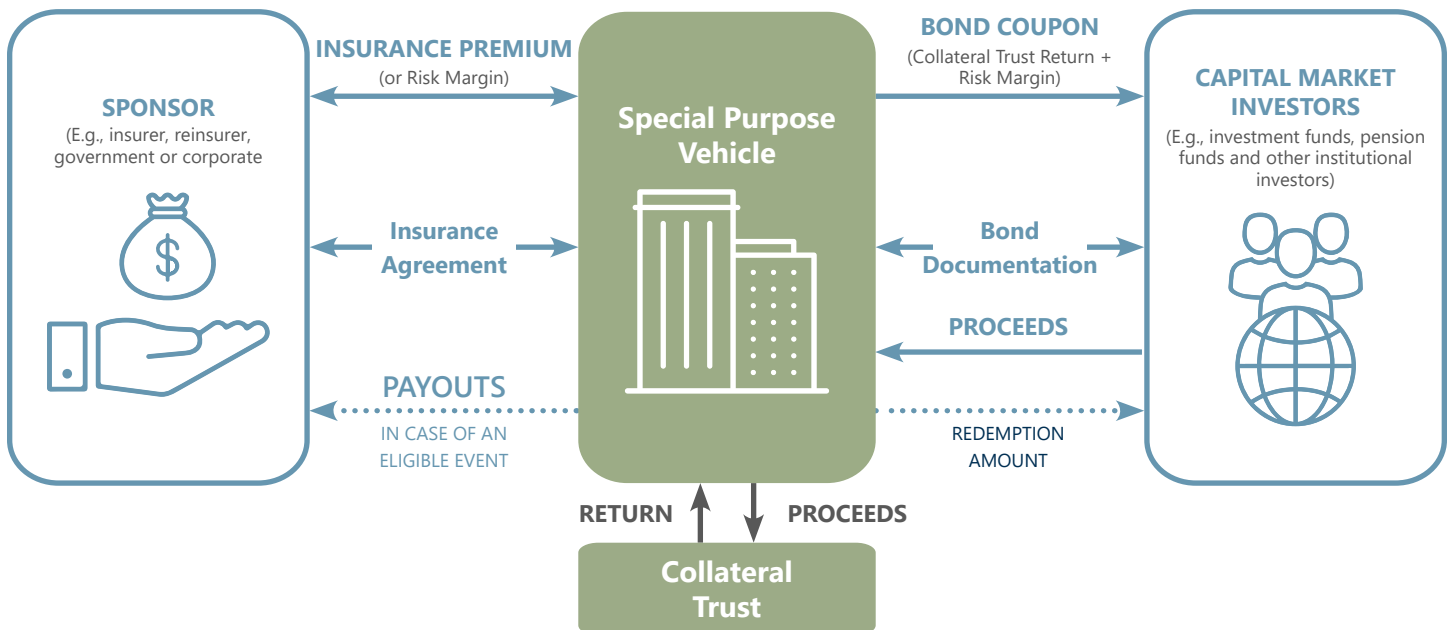 SPONSOR
(E.g., insurer, reinsurer,
government or corporate
$
INSURANCE PREMIUM
(or Risk Margin)
Insurance
Agreement
PAYOUTS
IN CASE OF AN
ELIGIBLE EVENT
Special Purpose
Vehicle
BOND COUPON
(Collateral Trust Return +
Risk Margin)
Bond
Documentation
PROCEEDS
REDEMPTION
AMOUNT
CAPITAL MARKET
INVESTORS
(E.g., investment funds, pension
funds and other institutional
investors)
RETURN
PROCEEDS
Collateral
Trust